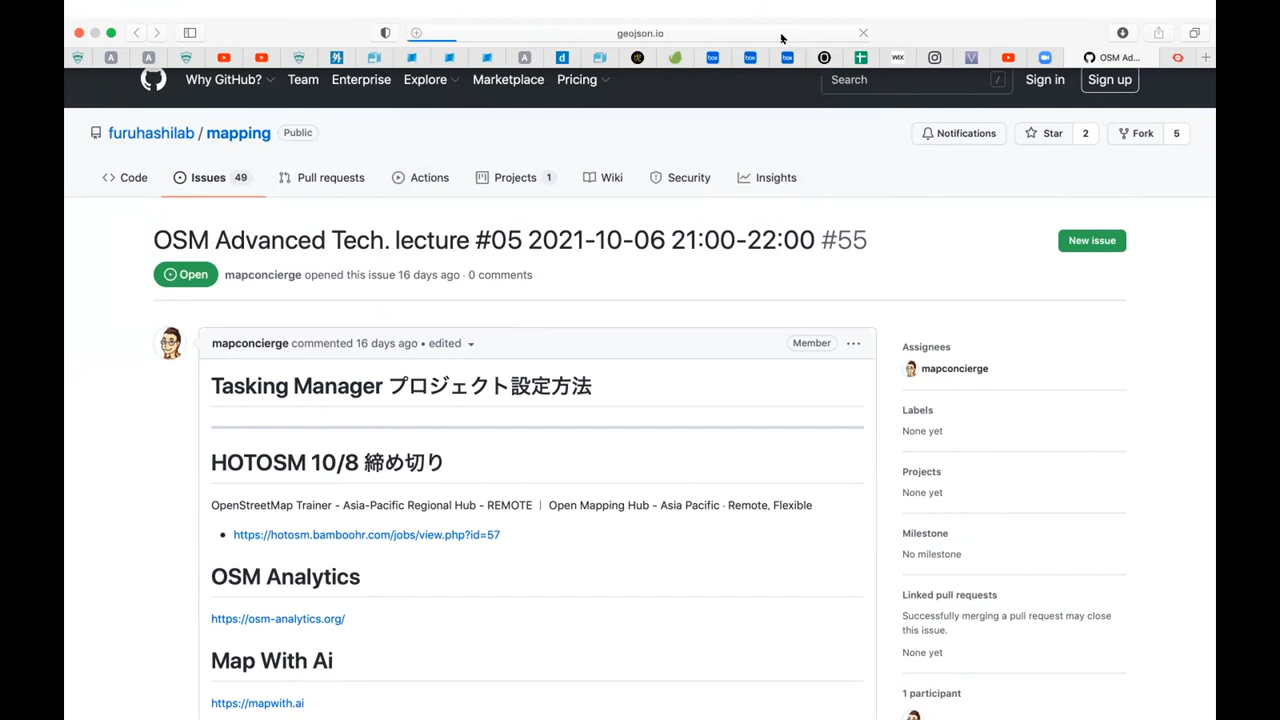 geojson.io
WIX
OSM Ad...
Why GitHub?
Team
Enterprise
Explore
Marketplace
Pricing
Search
/
Sign in
Sign up
furuhashilab / mapping
Public
Notifications
Star 2
Fork 5
Code
Issues 49
Pull requests
Actions
Projects 1
Wiki
Security
Insights
OSM Advanced Tech. lecture #05 2021-10-06 21:00-22:00 #55
New issue
Open
mapconcierge opened this issue 16 days ago · 0 comments
mapconcierge commented 16 days ago • edited
Member
Tasking Manager プロジェクト設定方法
HOTOSM 10/8 締め切り
OpenStreetMap Trainer - Asia-Pacific Regional Hub - REMOTE | Open Mapping Hub - Asia Pacific · Remote, Flexible
https://hotosm.bamboohr.com/jobs/view.php?id=57
OSM Analytics
https://osm-analytics.org/
Map With Ai
https://mapwith.ai
Assignees
mapconcierge
Labels
None yet
Projects
None yet
Milestone
No milestone
Linked pull requests
Successfully merging a pull request may close
this issue.
None yet
1 participant